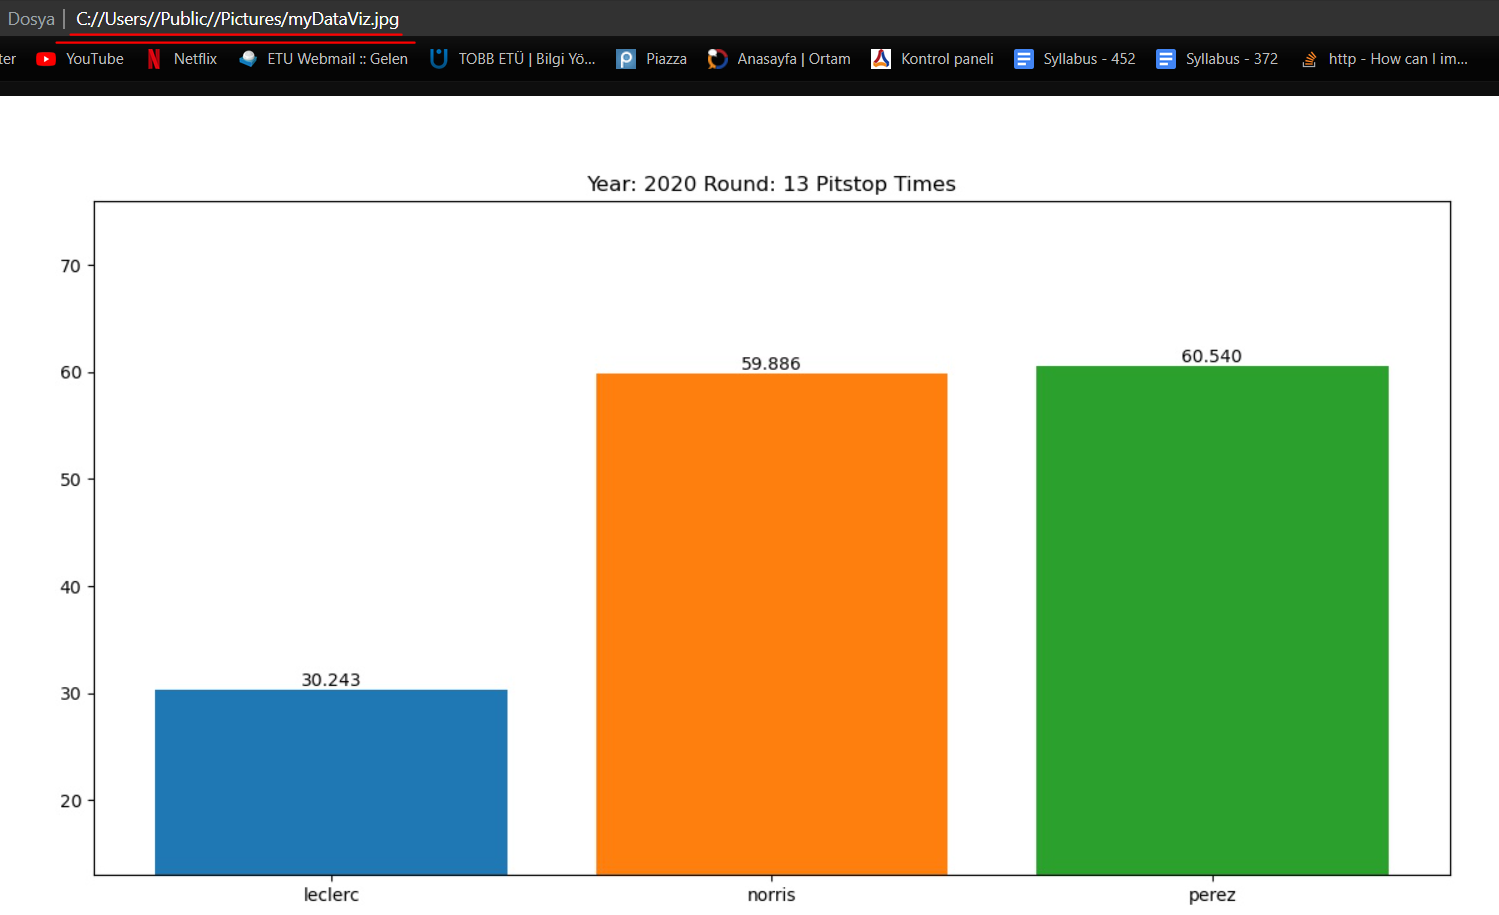 Dosya | C://Users//Public//Pictures/myDataViz.jpg
ter YouTube Netflix ETU Webmail :: Gelen TOBB ETÜ | Bilgi Yö... Piazza Anasayfa | Ortam Kontrol paneli Syllabus - 452 Syllabus - 372 http - How can I im...
Year: 2020 Round: 13 Pitstop Times
70
60
50
40
30
20
30.243
59.886
60.540
leclerc norris perez